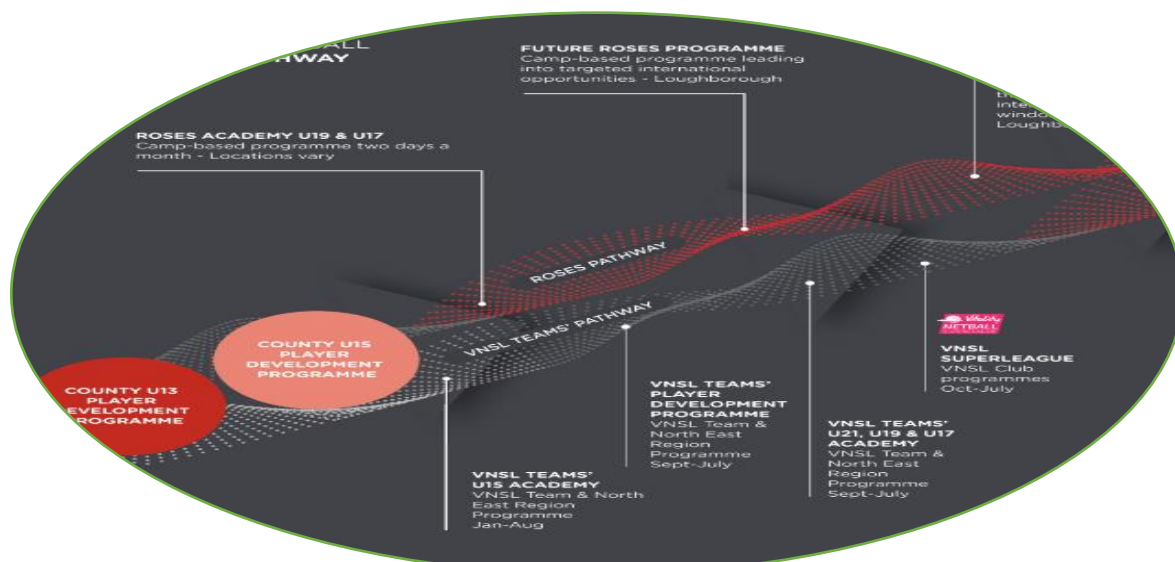 PATHWAY
FUTURE ROSES PROGRAMME
Camp-based programme leading
into targeted international
opportunities - Loughborough
ROSES ACADEMY U19 & U17
Camp-based programme two days a
month - Locations vary
ROSES PATHWAY
VNSL TEAMS' PATHWAY
COUNTY U15
PLAYER
DEVELOPMENT
PROGRAMME
COUNTY U13
PLAYER
DEVELOPMENT
PROGRAMME
Vitality
NETBALL
VNSL
SUPERLEAGUE
VNSL Club
programmes
Oct-July
VNSL TEAMS'
PLAYER
DEVELOPMENT
PROGRAMME
VNSL Team &
North East
Region
Programme
Sept-July
VNSL TEAMS'
U21, U19 & U17
ACADEMY
VNSL Team &
North East
Region
Programme
Sept-July
VNSL TEAMS'
U15 ACADEMY
VNSL Team & North
East Region
Programme
Jan-Aug